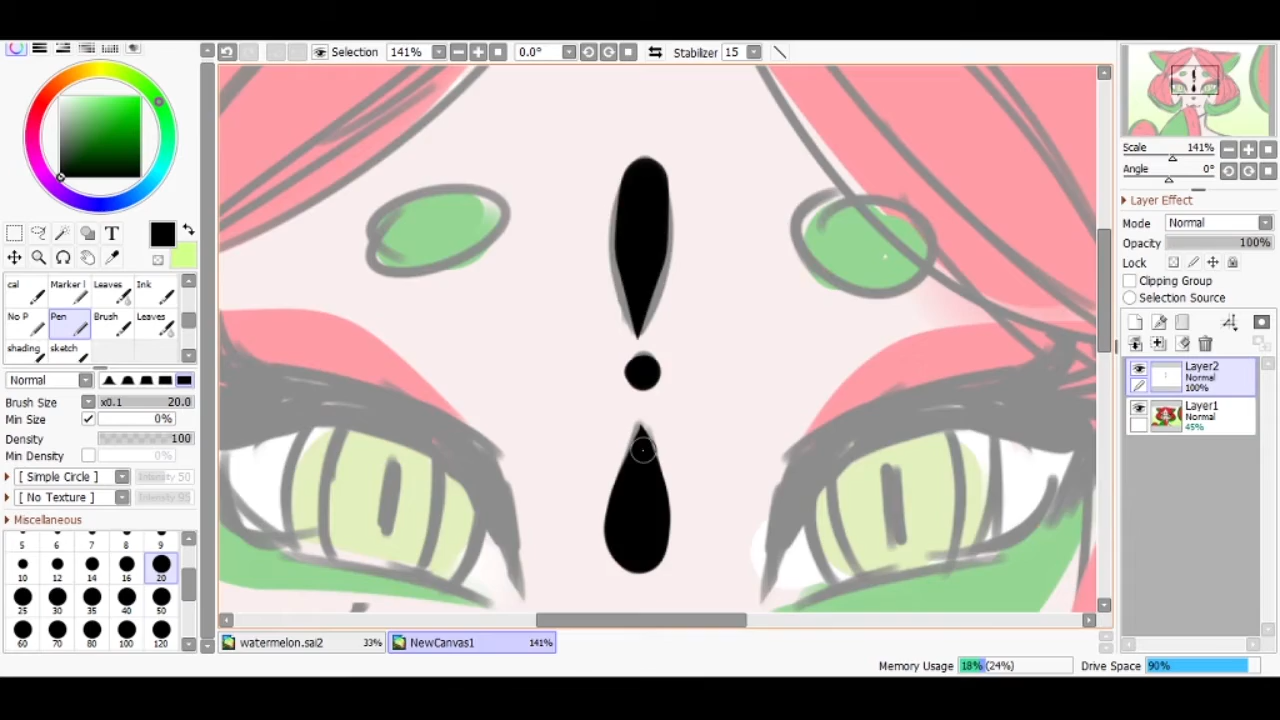 Selection 141% 0.0° Stabilizer 15
Scale 141%
Angle 0°
Layer Effect
Mode Normal
Opacity 100%
Lock
Clipping Group
Selection Source
Layer2
Normal
100%
Layer1
Normal
45%
T
cal Marker Leaves Ink
No P Pen Brush Leaves
shading sketch
Normal
Brush Size x0.1 20.0
Min Size 0%
Density 100
Min Density 0%
[ Simple Circle ] Intensity 50
[ No Texture ] Intensity 95
Miscellaneous
5 6 7 8 9
10 12 14 16 20
25 30 35 40 50
60 70 80 100 120
watermelon.sai2 33% NewCanvas1 141%
Memory Usage 18% (24%) Drive Space 90%